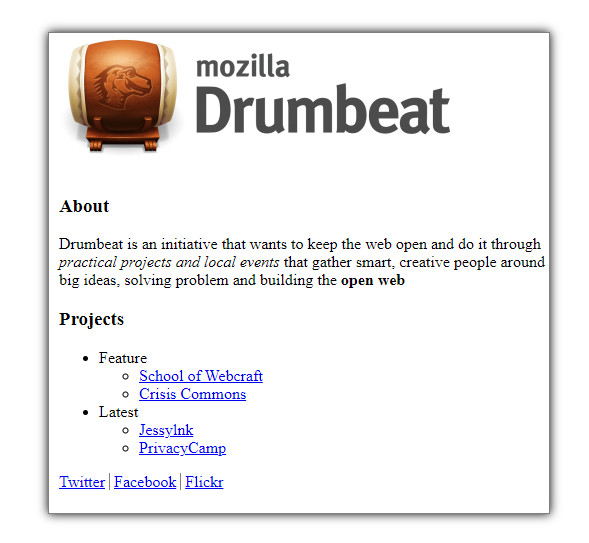 mozilla
Drumbeat
About
Drumbeat is an initiative that wants to keep the web open and do it through
practical projects and local events that gather smart, creative people around
big ideas, solving problem and building the open web
Projects
Feature
School of Webcraft
Crisis Commons
Latest
Jessylnk
PrivacyCamp
Twitter Facebook Flickr